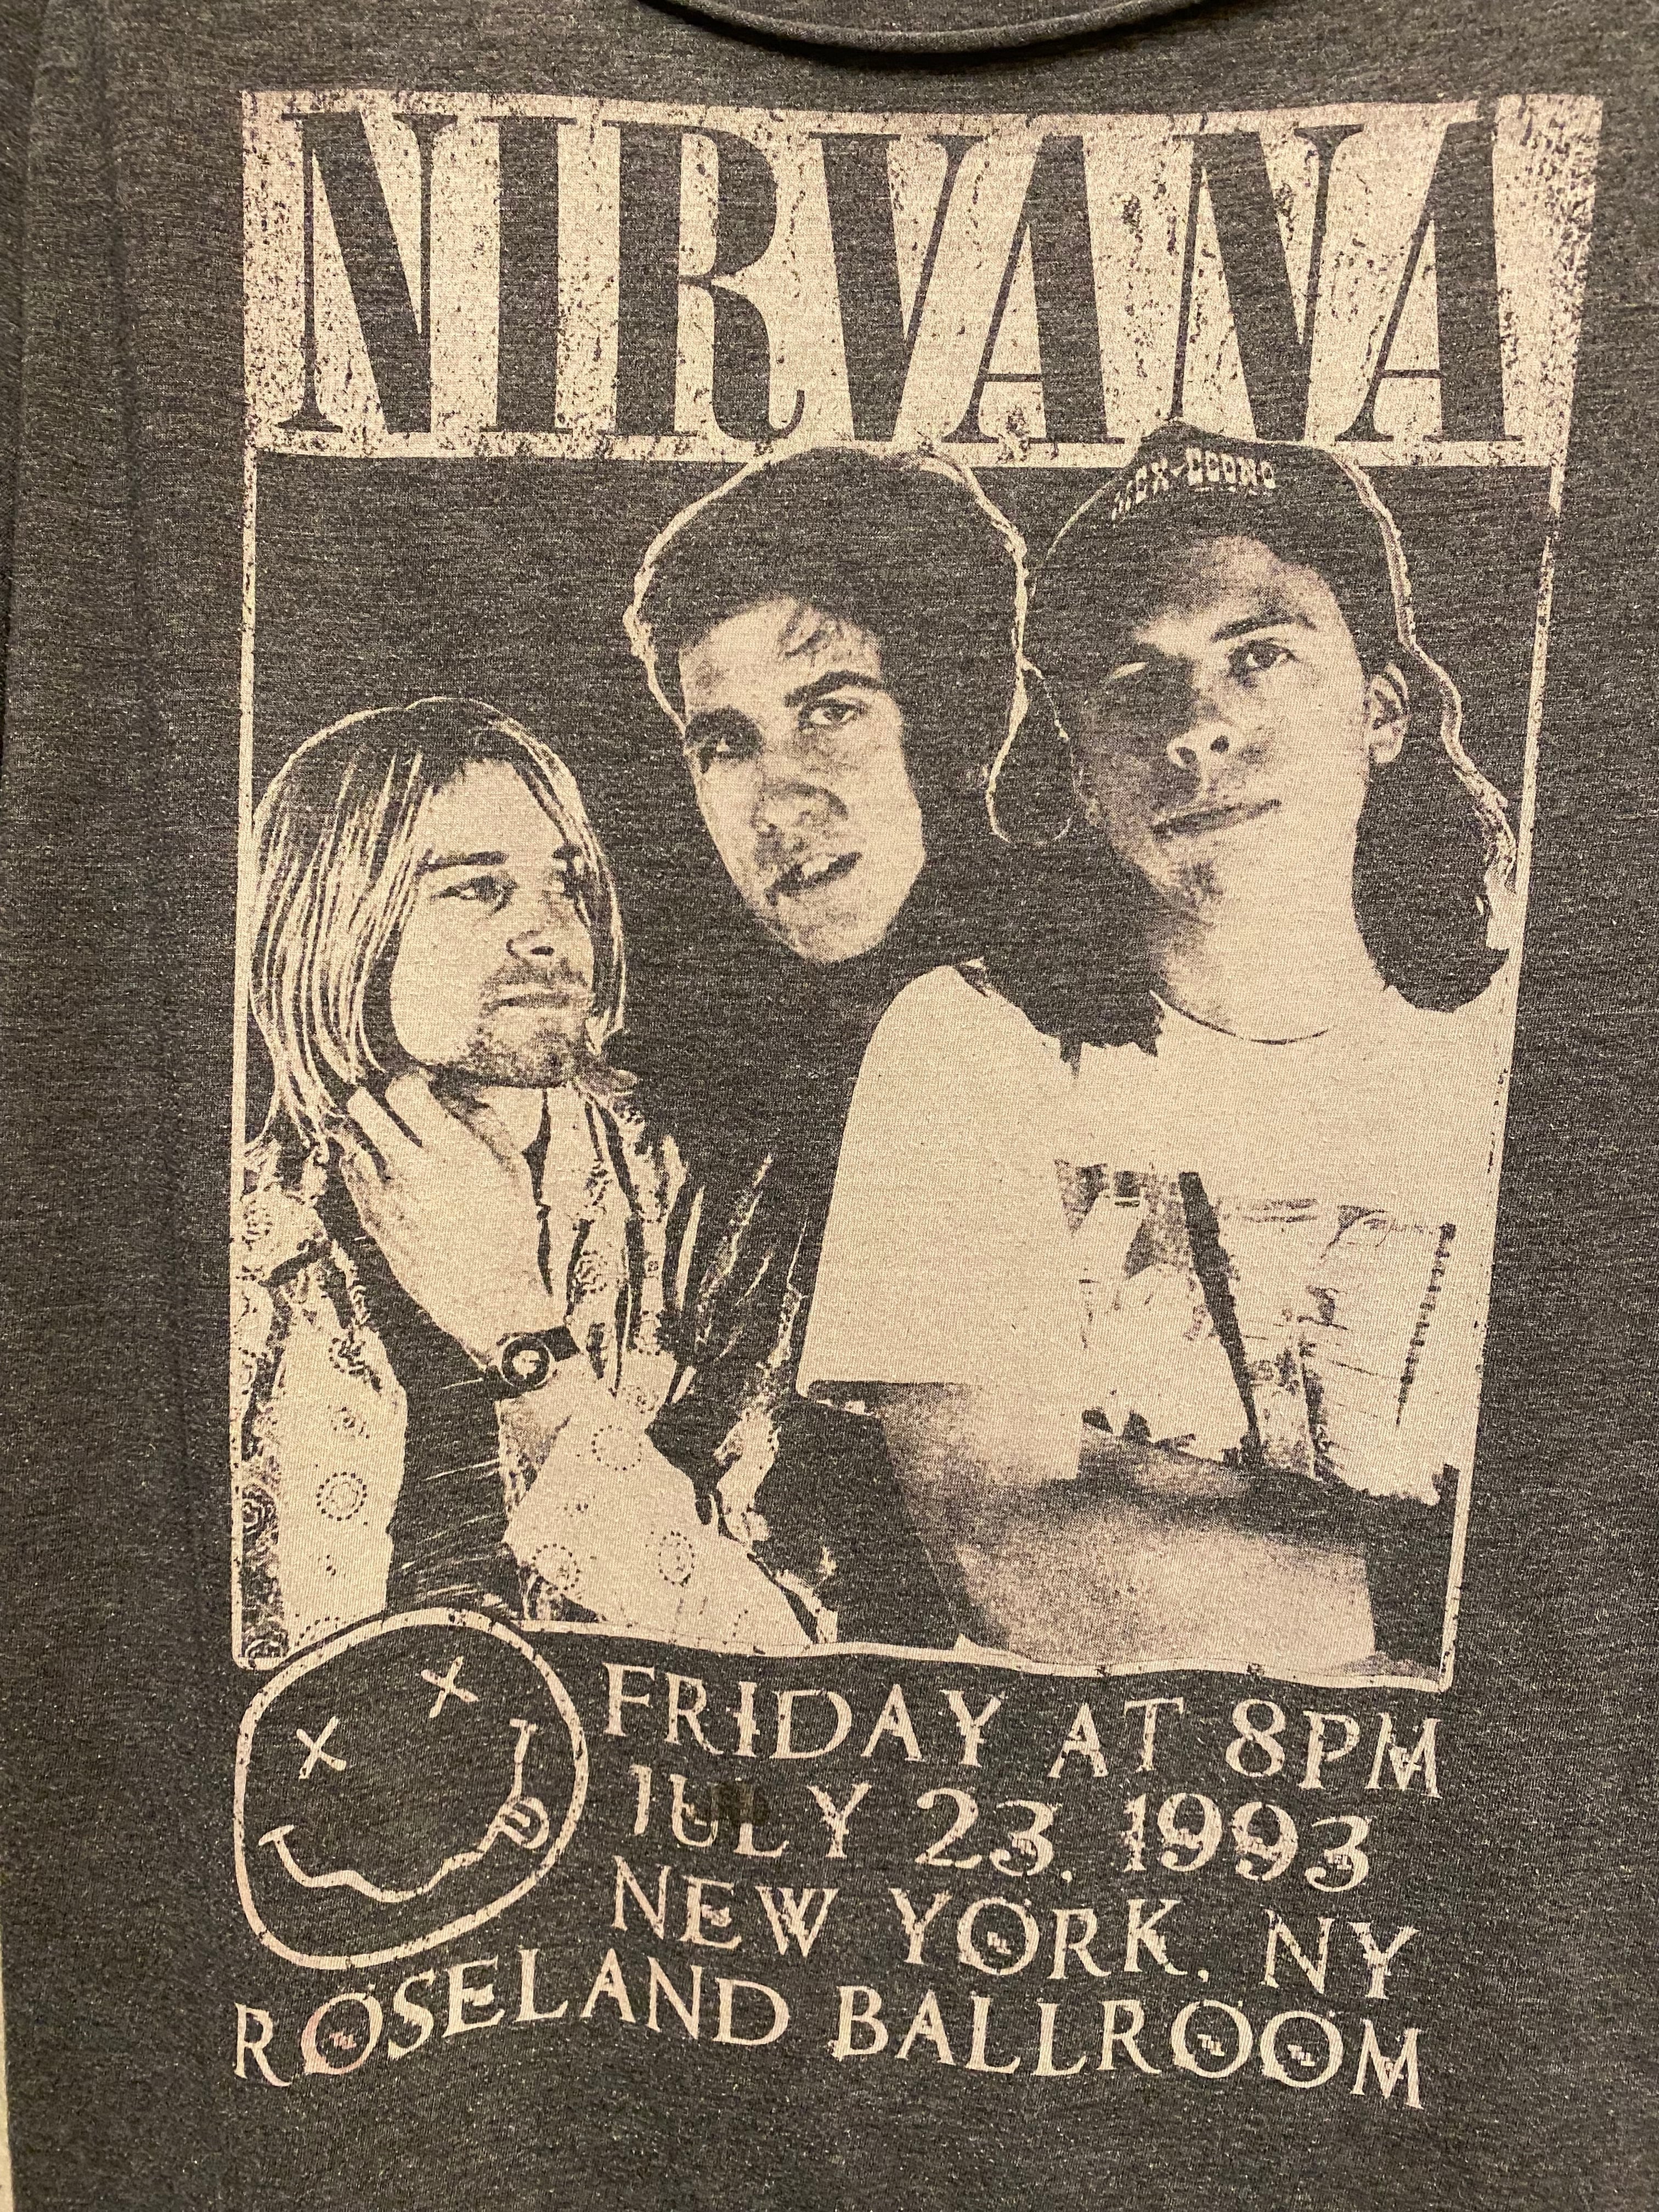 NIRVANA
FRIDAY AT 8PM
JULY 23, 1993
NEW YORK, NY
ROSELAND BALLROOM